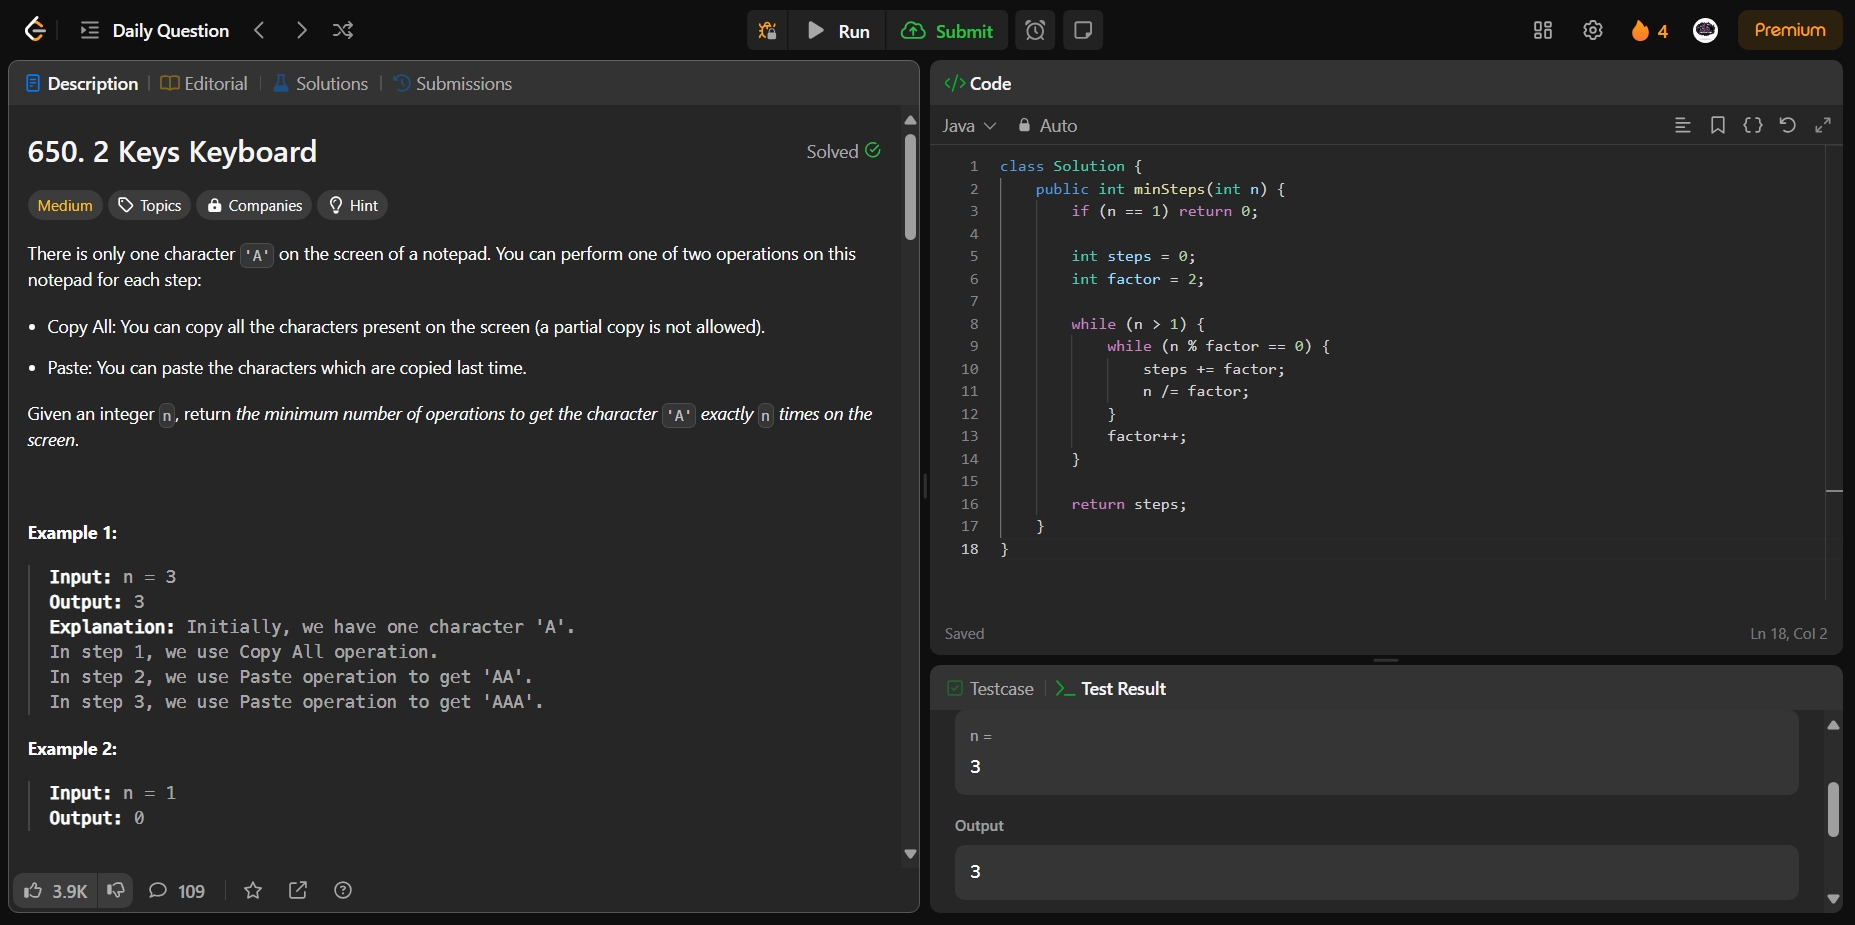 Daily Question
Run
Submit
4
Premium
Description
Editorial
Solutions
Submissions
650. 2 Keys Keyboard
Solved
Medium
Topics
Companies
Hint
There is only one character 'A' on the screen of a notepad. You can perform one of two operations on this
notepad for each step:
• Copy All: You can copy all the characters present on the screen (a partial copy is not allowed).
• Paste: You can paste the characters which are copied last time.
Given an integer n, return the minimum number of operations to get the character 'A' exactly n times on the
screen.
Example 1:
Input: n = 3
Output: 3
Explanation: Initially, we have one character 'A'.
In step 1, we use Copy All operation.
In step 2, we use Paste operation to get 'AA'.
In step 3, we use Paste operation to get 'AAA'.
Example 2:
Input: n = 1
Output: 0
3.9K
109
</> Code
Java
Auto
1 class Solution {
2 public int minSteps(int n) {
3 if (n == 1) return 0;
4
5 int steps = 0;
6 int factor = 2;
7
8 while (n > 1) {
9 while (n % factor == 0) {
10 steps += factor;
11 n /= factor;
12 }
13 factor++;
14 }
15
16 return steps;
17 }
18 }
Saved
Ln 18, Col 2
Testcase
Test Result
n =
3
Output
3